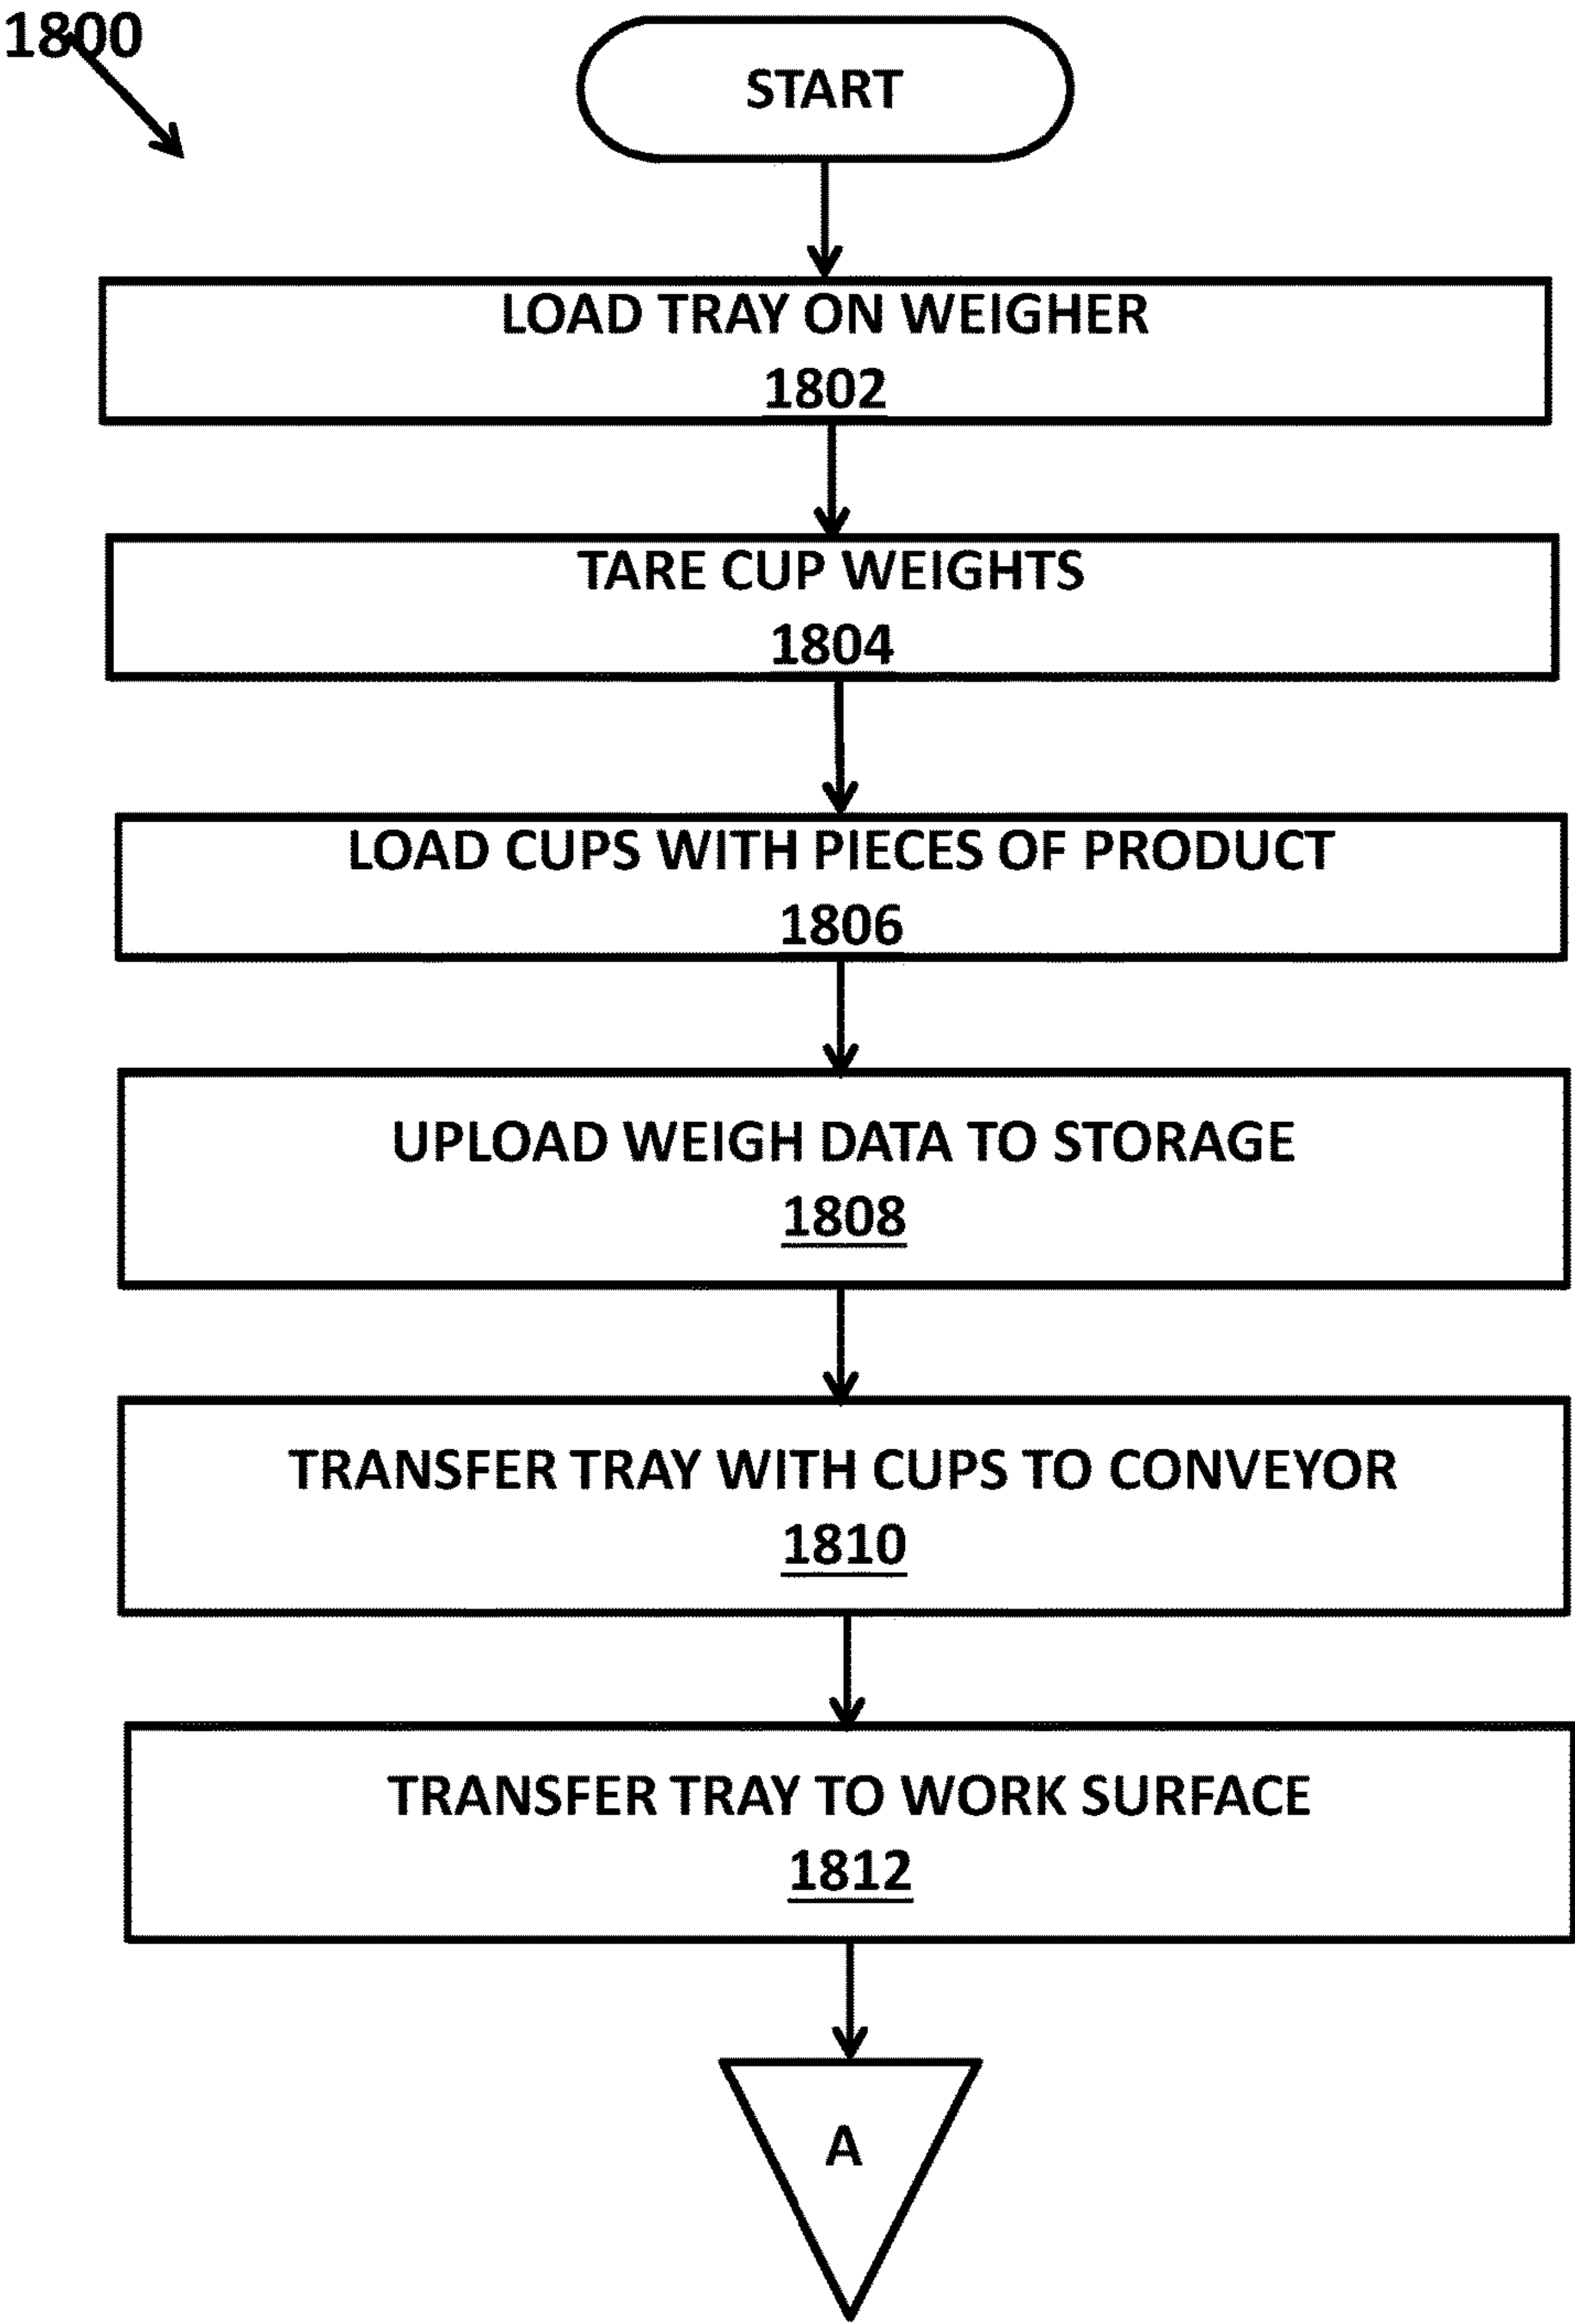 1800
START
LOAD TRAY ON WEIGHER
1802
TARE CUP WEIGHTS
1804
LOAD CUPS WITH PIECES OF PRODUCT
1806
UPLOAD WEIGH DATA TO STORAGE
1808
TRANSFER TRAY WITH CUPS TO CONVEYOR
1810
TRANSFER TRAY TO WORK SURFACE
1812
A